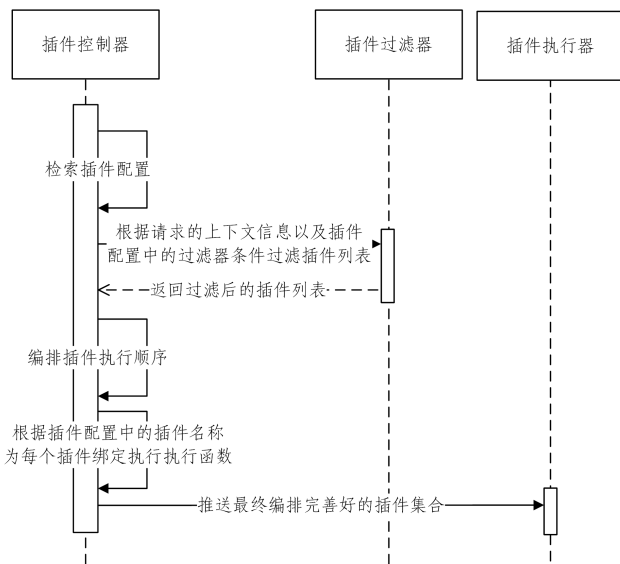 插件控制器
插件过滤器
插件执行器
检索插件配置
根据请求的上下文信息以及插件
配置中的过滤器条件过滤插件列表
返回过滤后的插件列表
编排插件执行顺序
根据插件配置中的插件名称
为每个插件绑定执行执行函数
推送最终编排完善好的插件集合